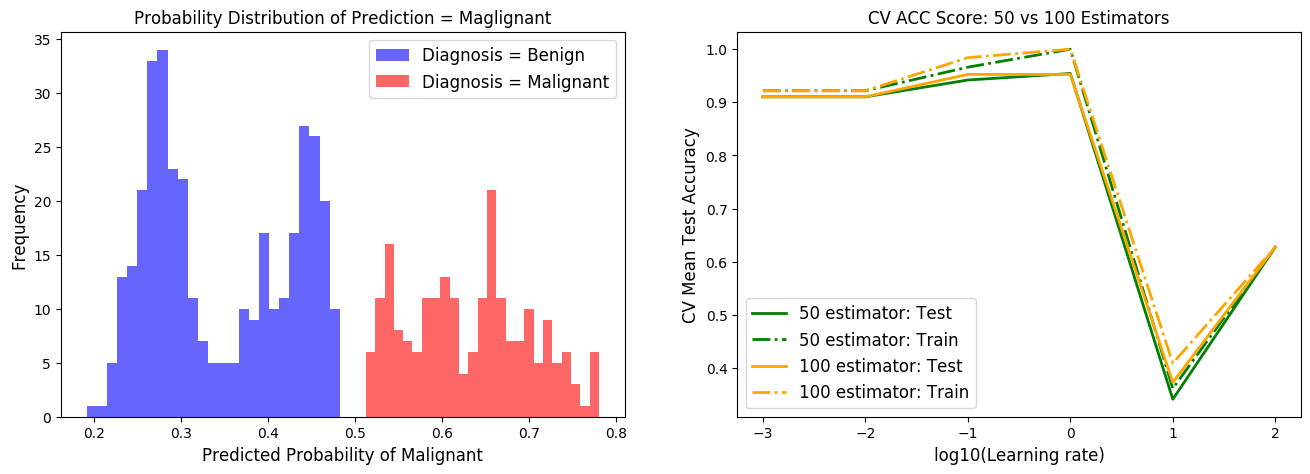 Probability Distribution of Prediction = Maglignant
35
30
25
20
15
10
5
0
Frequency
Diagnosis = Benign
Diagnosis = Malignant
0.2 0.3 0.4 0.5 0.6 0.7 0.8
Predicted Probability of Malignant
CV ACC Score: 50 vs 100 Estimators
1.0
0.9
0.8
0.7
0.6
0.5
0.4
CV Mean Test Accuracy
50 estimator: Test
50 estimator: Train
100 estimator: Test
100 estimator: Train
−3 −2 −1 0 1 2
log10(Learning rate)